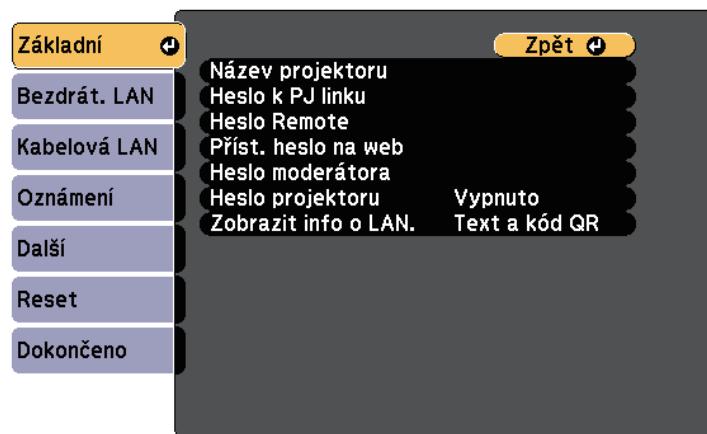 Základní
Bezdrát. LAN
Kabelová LAN
Oznámení
Další
Reset
Dokončeno
Zpět
Název projektoru
Heslo k PJ linku
Heslo Remote
Příst. heslo na web
Heslo moderátora
Heslo projektoru Vypnuto
Zobrazit info o LAN. Text a kód QR